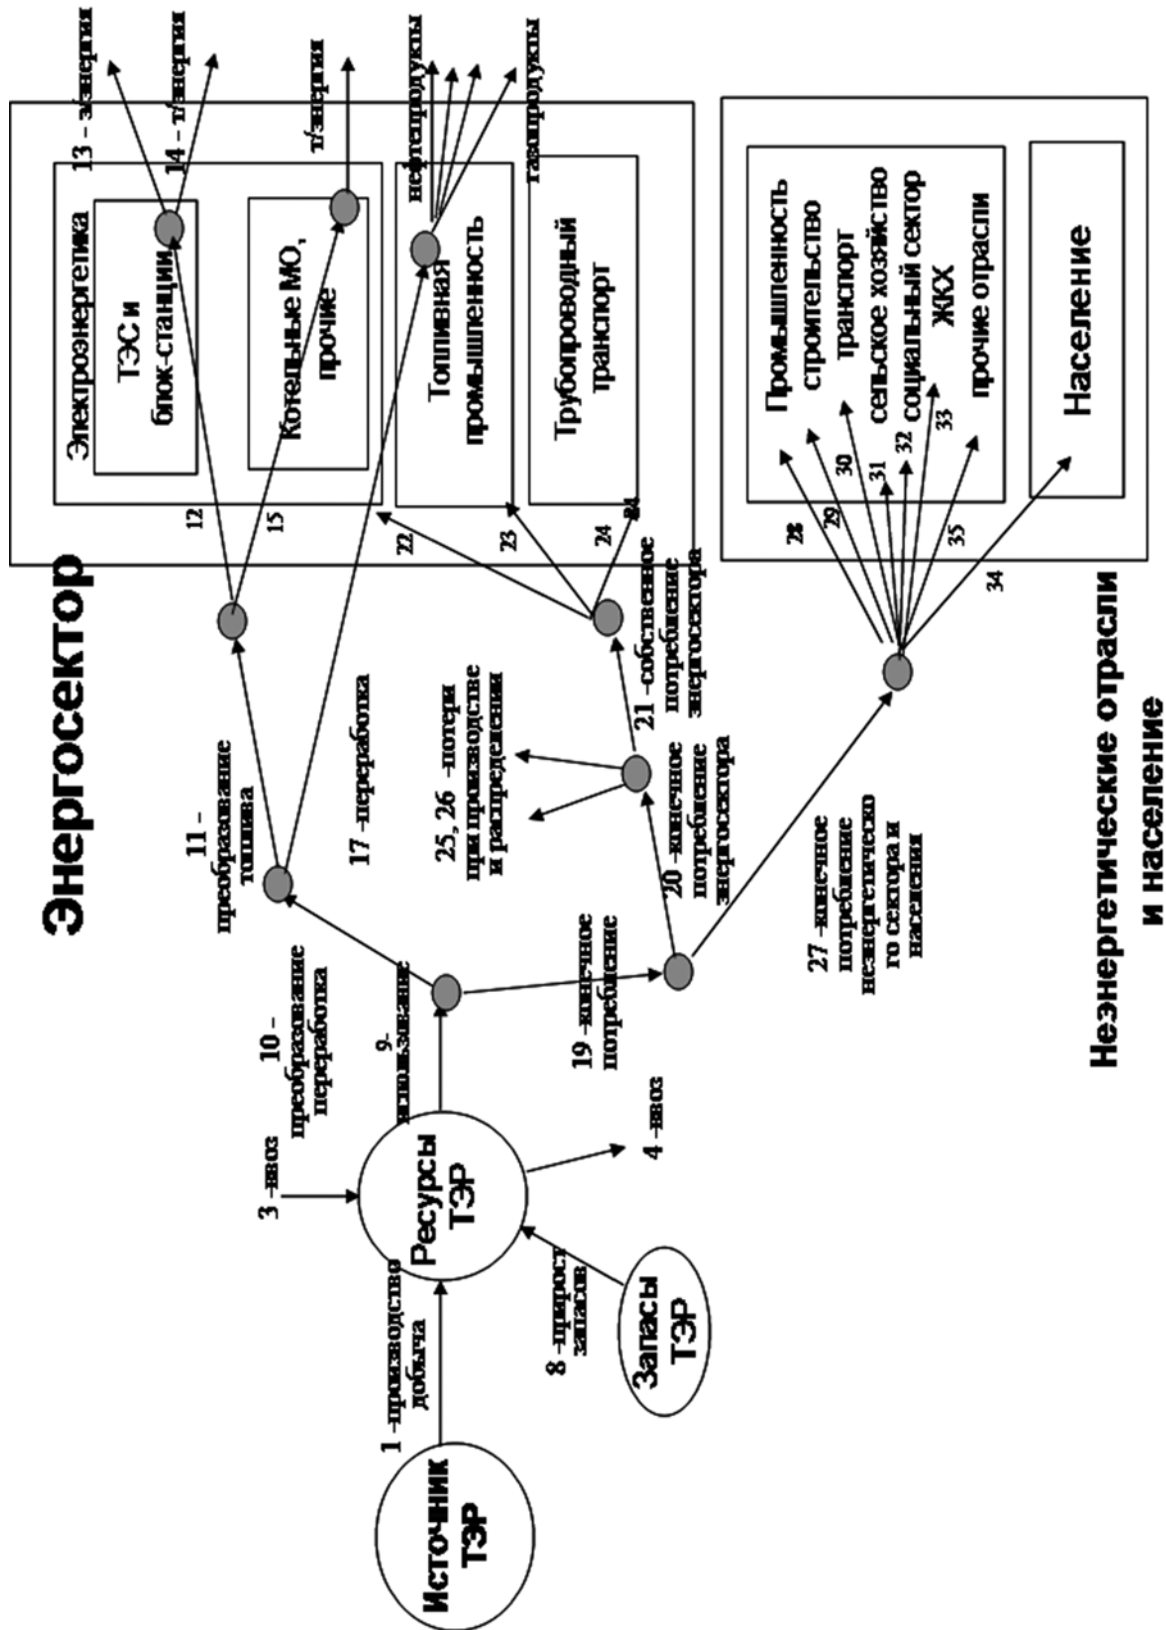 Энергосектор
13 – э/энергия
14 – т/энергия
т/энергия
нефтепродукты
газопродукты
Электроэнергетика
ТЭС и
блок-станции
Котельные МО,
прочие
Топливная
промышленность
Трубопроводный
транспорт
12
15
22
23
24
24
11 –
преобразование
топлива
17 –переработка
25, 26 –потери
при производстве
и распределении
21 –собственное
потребление
энергосектора
20 –конечное
потребление
энергосектора
10 –
преобразование
переработка
9-
использование
19 –конечное
потребление
27 –конечное
потребление
неэнергетическо
го сектора и
населения
3 –ввоз
4 –ввоз
Ресурсы
ТЭР
1 –производство
добыча
8 –прирост
запасов
Источник
ТЭР
Запасы
ТЭР
Промышленность
строительство
транспорт
сельское хозяйство
социальный сектор
ЖКХ
прочие отрасли
Население
28
29
30
31
32
33
35
34
Неэнергетические отрасли
и население